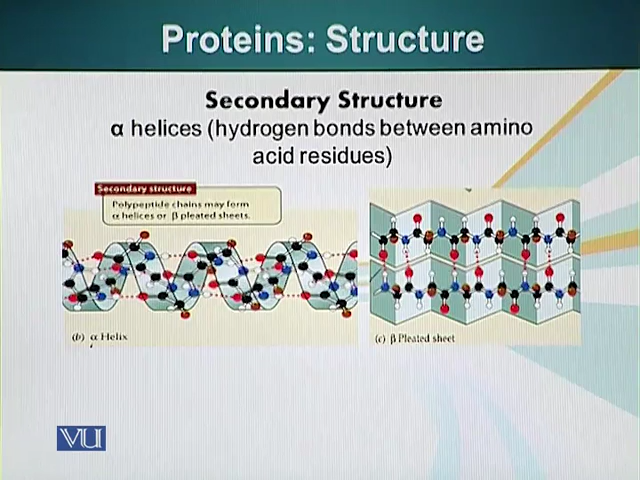 Proteins: Structure
Secondary Structure
α helices (hydrogen bonds between amino
acid residues)
Secondary structure
Polypeptide chains may form
α helices or β pleated sheets.
(b) α Helix
(c) β Pleated sheet
VU